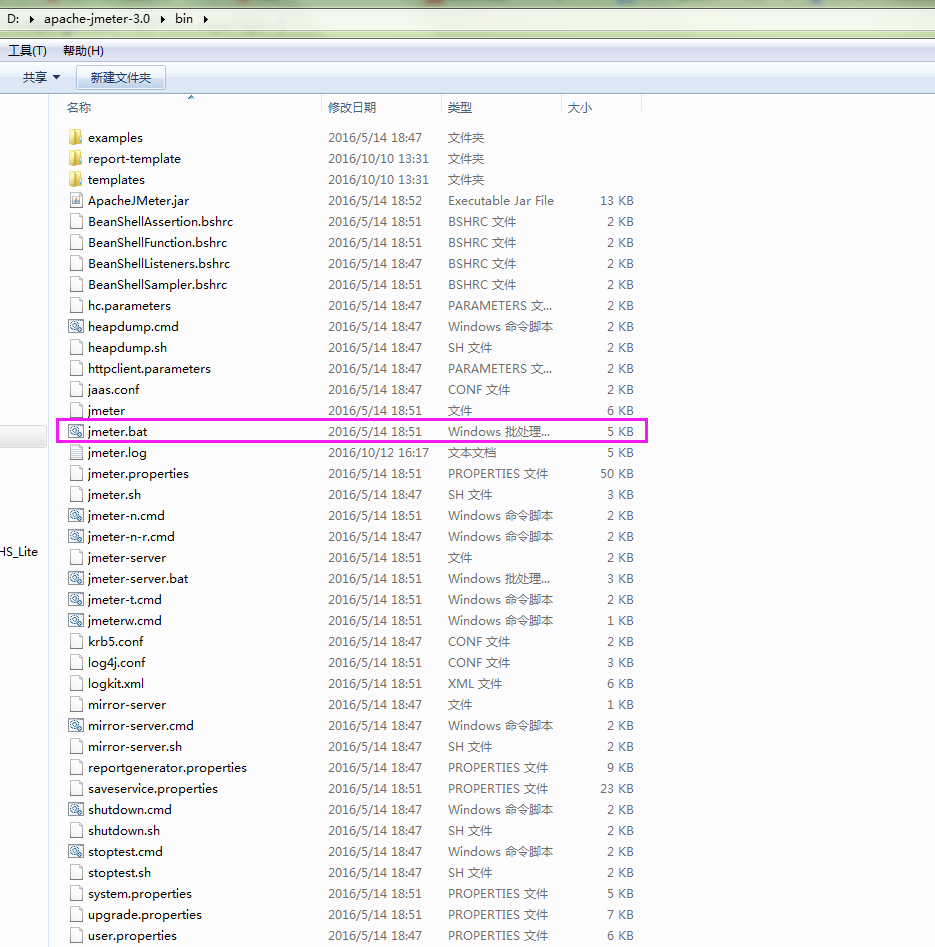 D: apache-jmeter-3.0 bin
工具(T) 帮助(H)
共享 新建文件夹
名称 修改日期 类型 大小
examples 2016/5/14 18:47 文件夹
report-template 2016/10/10 13:31 文件夹
templates 2016/10/10 13:31 文件夹
ApacheJMeter.jar 2016/5/14 18:52 Executable Jar File 13 KB
BeanShellAssertion.bshrc 2016/5/14 18:51 BSHRC 文件 2 KB
BeanShellFunction.bshrc 2016/5/14 18:47 BSHRC 文件 2 KB
BeanShellListeners.bshrc 2016/5/14 18:47 BSHRC 文件 2 KB
BeanShellSampler.bshrc 2016/5/14 18:51 BSHRC 文件 2 KB
hc.parameters 2016/5/14 18:47 PARAMETERS 文... 2 KB
heapdump.cmd 2016/5/14 18:47 Windows 命令脚本 2 KB
heapdump.sh 2016/5/14 18:47 SH 文件 2 KB
httpclient.parameters 2016/5/14 18:47 PARAMETERS 文... 2 KB
jaas.conf 2016/5/14 18:47 CONF 文件 2 KB
jmeter 2016/5/14 18:51 文件 6 KB
jmeter.bat 2016/5/14 18:51 Windows 批处理... 5 KB
jmeter.log 2016/10/12 16:17 文本文档 5 KB
jmeter.properties 2016/5/14 18:51 PROPERTIES 文件 50 KB
jmeter.sh 2016/5/14 18:51 SH 文件 3 KB
jmeter-n.cmd 2016/5/14 18:51 Windows 命令脚本 2 KB
jmeter-n-r.cmd 2016/5/14 18:51 Windows 命令脚本 2 KB
HS_Lite
jmeter-server 2016/5/14 18:51 文件 2 KB
jmeter-server.bat 2016/5/14 18:51 Windows 批处理... 3 KB
jmeter-t.cmd 2016/5/14 18:51 Windows 命令脚本 2 KB
jmeterw.cmd 2016/5/14 18:51 Windows 命令脚本 1 KB
krb5.conf 2016/5/14 18:47 CONF 文件 2 KB
log4j.conf 2016/5/14 18:51 CONF 文件 3 KB
logkit.xml 2016/5/14 18:51 XML 文件 6 KB
mirror-server 2016/5/14 18:47 文件 1 KB
mirror-server.cmd 2016/5/14 18:47 Windows 命令脚本 2 KB
mirror-server.sh 2016/5/14 18:47 SH 文件 2 KB
reportgenerator.properties 2016/5/14 18:47 PROPERTIES 文件 9 KB
saveservice.properties 2016/5/14 18:51 PROPERTIES 文件 23 KB
shutdown.cmd 2016/5/14 18:47 Windows 命令脚本 2 KB
shutdown.sh 2016/5/14 18:47 SH 文件 2 KB
stoptest.cmd 2016/5/14 18:47 Windows 命令脚本 2 KB
stoptest.sh 2016/5/14 18:47 SH 文件 2 KB
system.properties 2016/5/14 18:51 PROPERTIES 文件 5 KB
upgrade.properties 2016/5/14 18:47 PROPERTIES 文件 7 KB
user.properties 2016/5/14 18:47 PROPERTIES 文件 6 KB